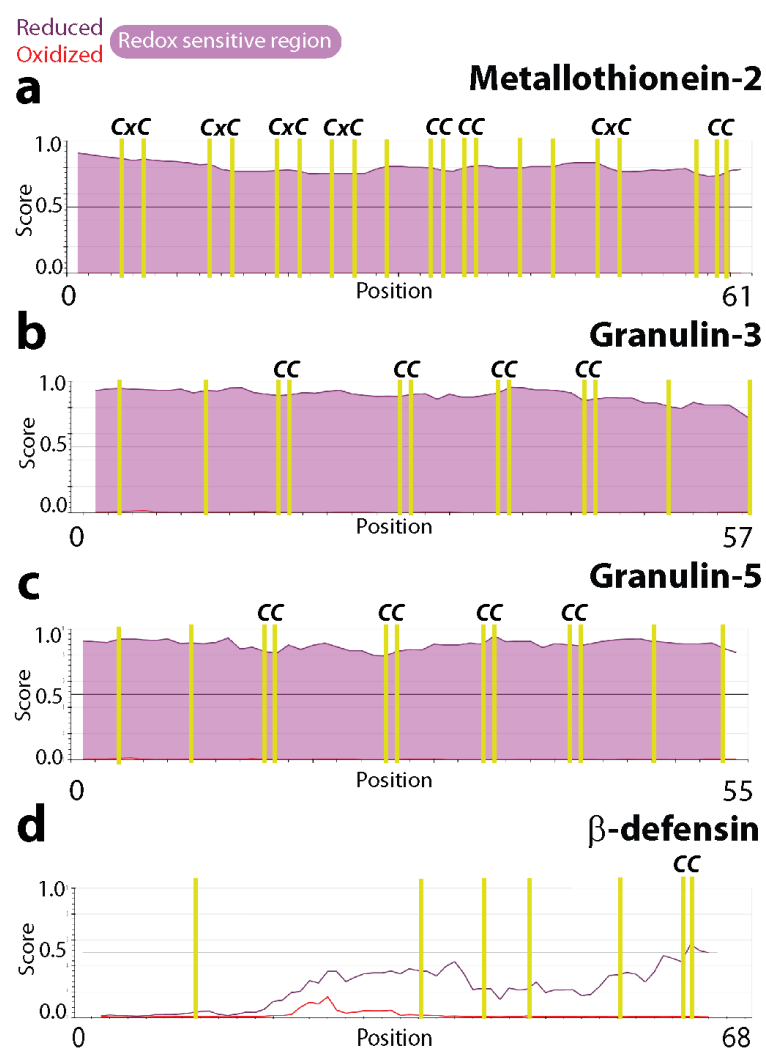 Reduced
Oxidized
Redox sensitive region
a
Metallothionein-2
CxC CxC CxC CxC CC CC CxC CC
1.0
0.5
0.0
Score
0 Position 61
b
Granulin-3
CC CC CC CC
1.0
0.5
0.0
Score
0 Position 57
c
Granulin-5
CC CC CC CC
1.0
0.5
0.0
Score
0 Position 55
d
β-defensin
CC
1.0
0.5
0.0
Score
0 Position 68